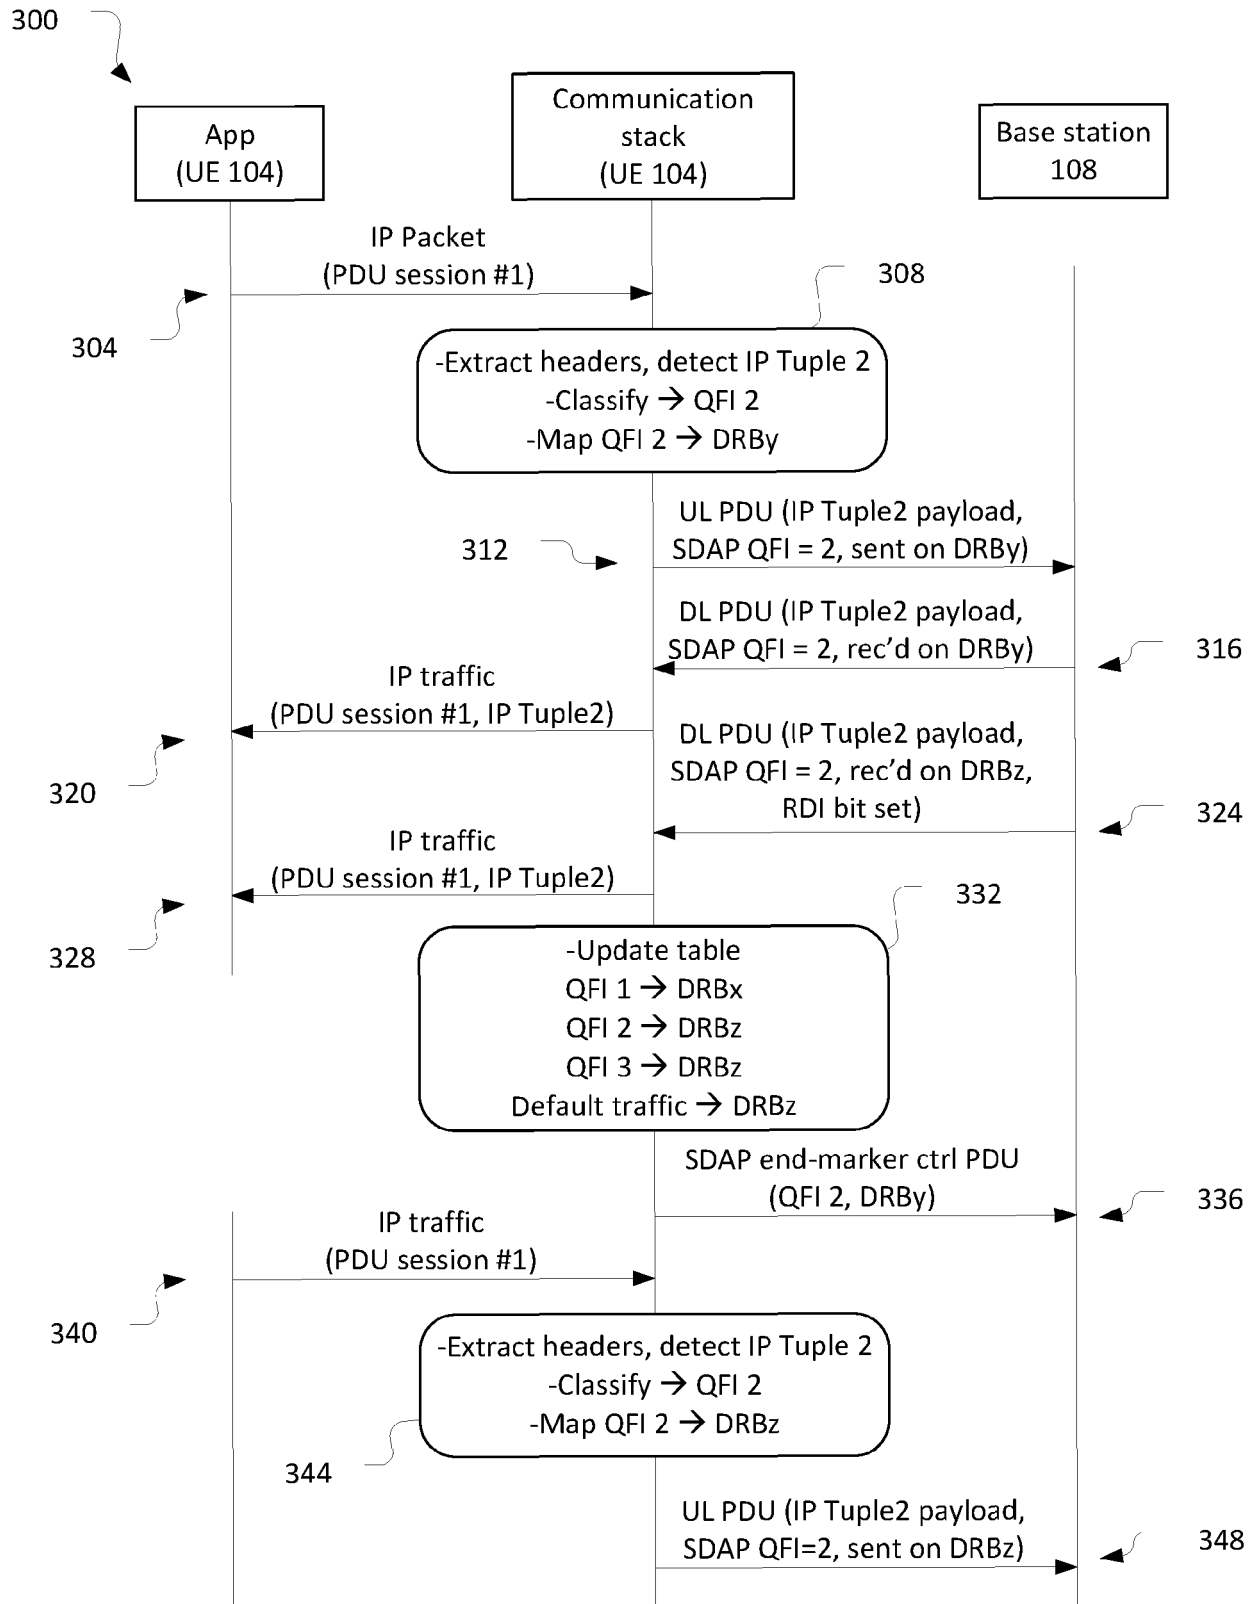 300
App
(UE 104)
Communication
stack
(UE 104)
Base station
108
IP Packet
(PDU session #1)
304
308
-Extract headers, detect IP Tuple 2
-Classify → QFI 2
-Map QFI 2 → DRBy
312
UL PDU (IP Tuple2 payload,
SDAP QFI = 2, sent on DRBy)
DL PDU (IP Tuple2 payload,
SDAP QFI = 2, rec’d on DRBy)
316
IP traffic
(PDU session #1, IP Tuple2)
320
DL PDU (IP Tuple2 payload,
SDAP QFI = 2, rec’d on DRBz,
RDI bit set)
324
IP traffic
(PDU session #1, IP Tuple2)
328
332
-Update table
QFI 1 → DRBx
QFI 2 → DRBz
QFI 3 → DRBz
Default traffic → DRBz
SDAP end-marker ctrl PDU
(QFI 2, DRBy)
336
IP traffic
(PDU session #1)
340
-Extract headers, detect IP Tuple 2
-Classify → QFI 2
-Map QFI 2 → DRBz
344
UL PDU (IP Tuple2 payload,
SDAP QFI=2, sent on DRBz)
348